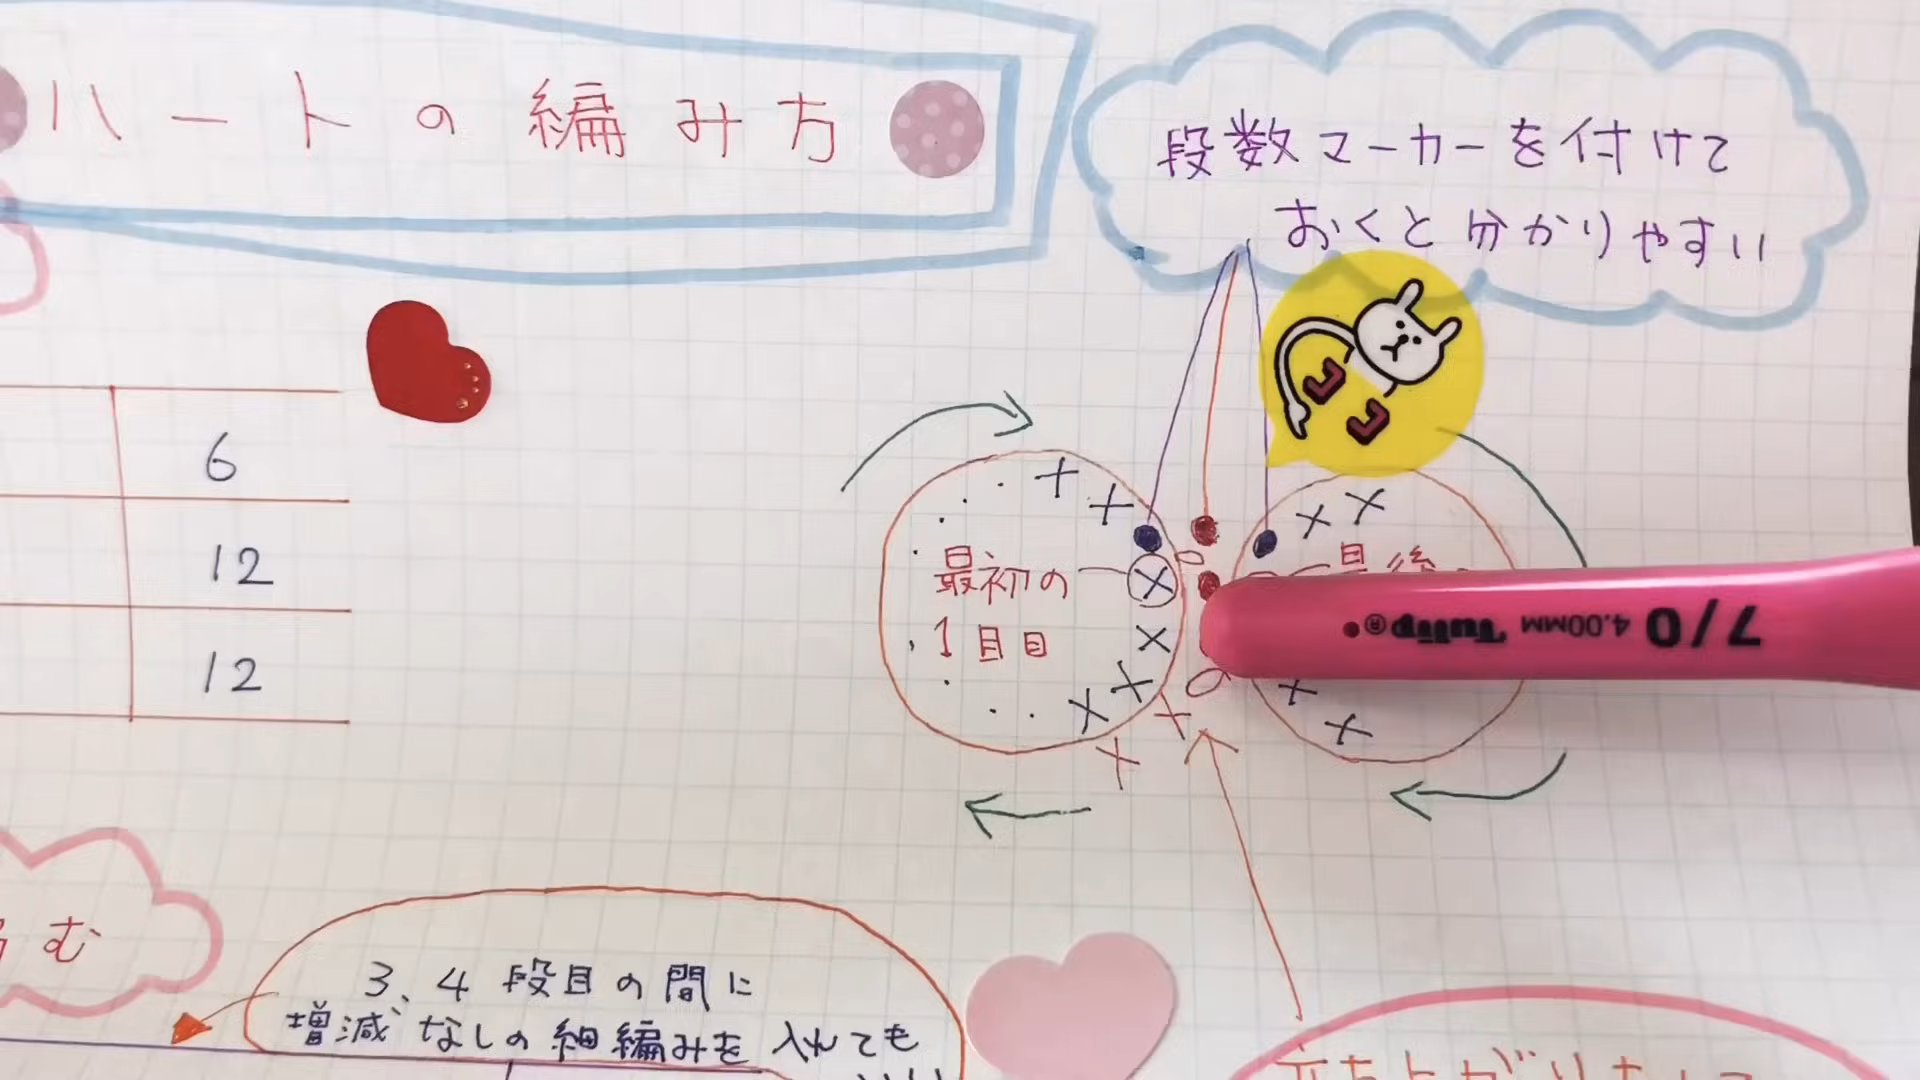 ハートの編み方
段数マーカーを付けて
おくと分かりやすい
6
12
12
最初の
1目目
最後
7/0 4.00MM Tulip®
む
3、4段目の間に
増減なしの細編みを入れても